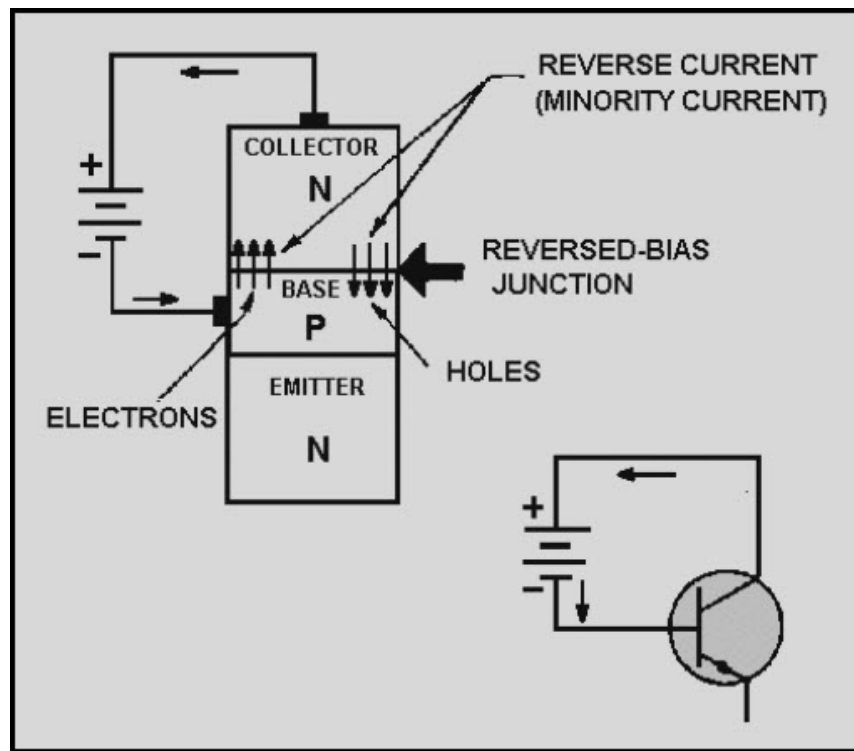 REVERSE CURRENT
(MINORITY CURRENT)
COLLECTOR
N
+
-
REVERSED-BIAS
JUNCTION
BASE
P
HOLES
EMITTER
ELECTRONS
N
+
-